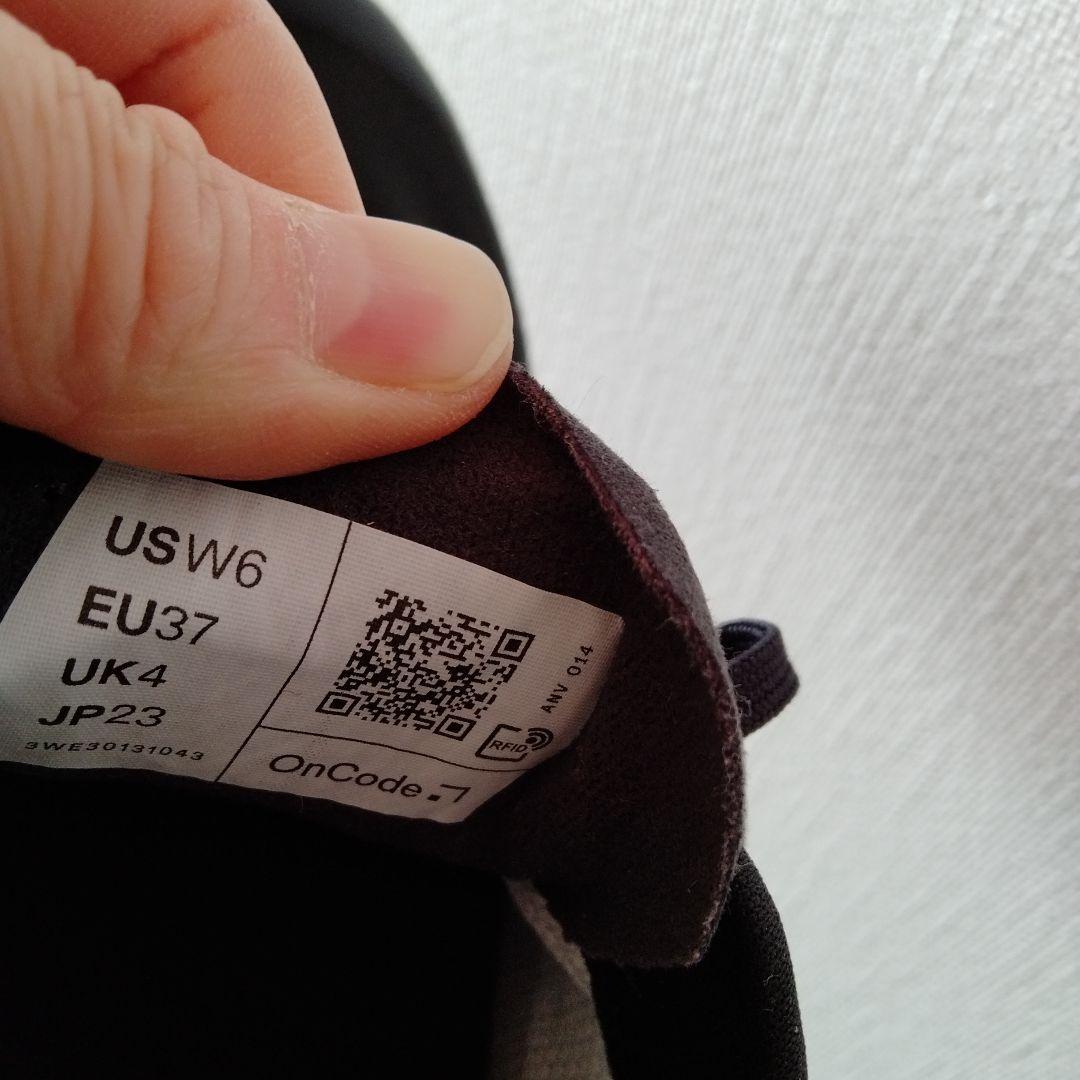 USW6
EU37
UK4
JP23
3WE30131043
ANV 014
RFID
OnCode